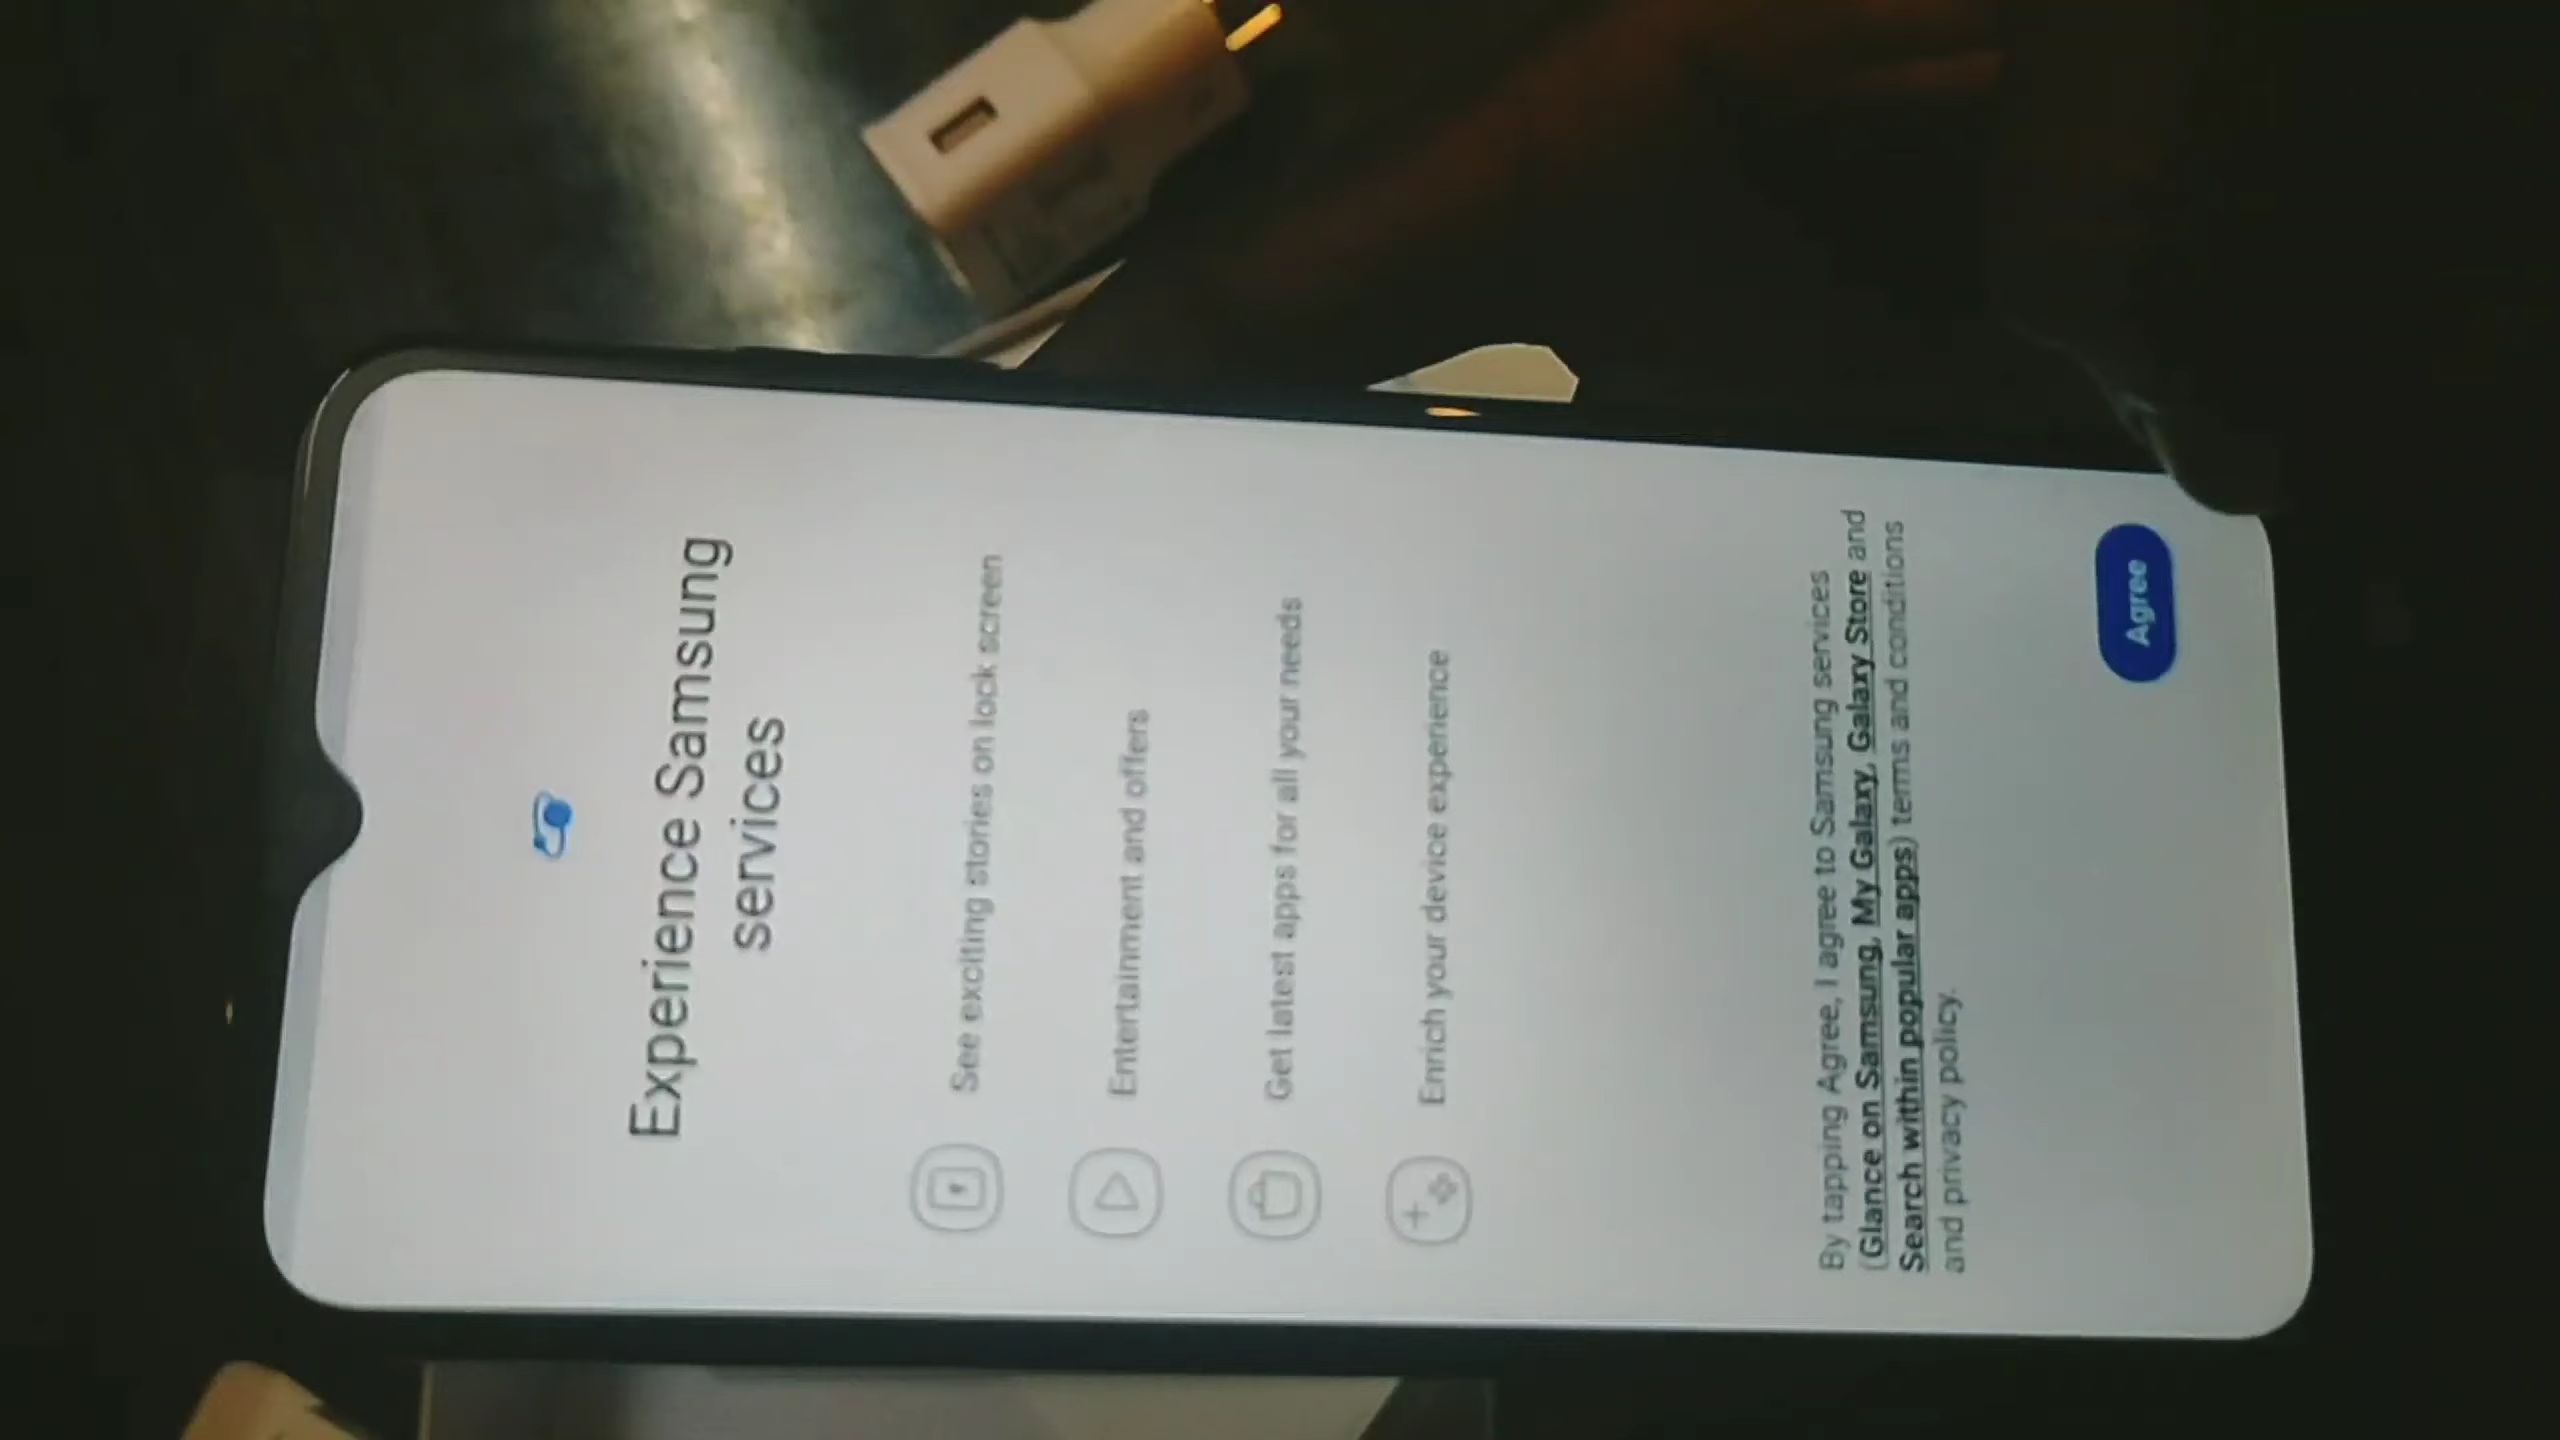 Experience Samsung
services
See exciting stories on lock screen
Entertainment and offers
Get latest apps for all your needs
Enrich your device experience
By tapping Agree, I agree to Samsung services
(Glance on Samsung, My Galaxy, Galaxy Store and
Search within popular apps) terms and conditions
and privacy policy.
Agree